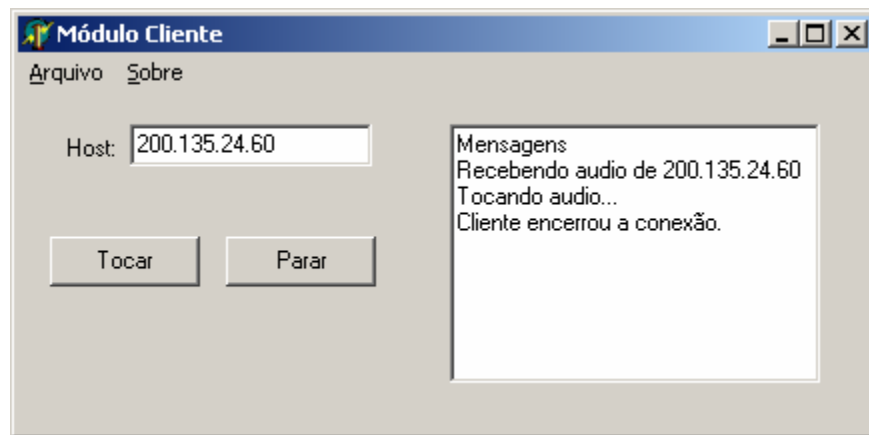 Módulo Cliente
Arquivo Sobre
Host: 200.135.24.60
Tocar Parar
Mensagens
Recebendo audio de 200.135.24.60
Tocando audio...
Cliente encerrou a conexão.